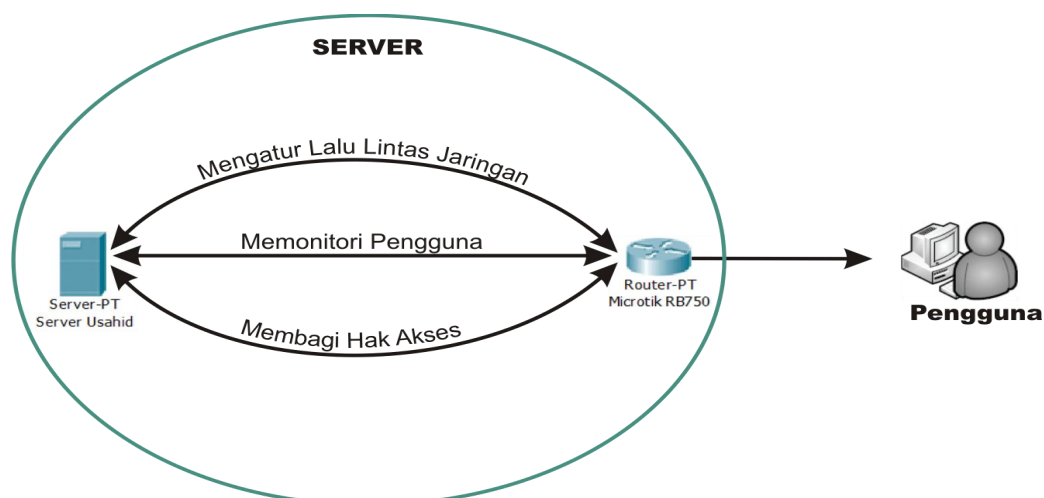 SERVER
Mengatur Lalu Lintas Jaringan
Memonitori Pengguna
Membagi Hak Akses
Server-PT
Server Usahid
Router-PT
Microtik RB750
Pengguna